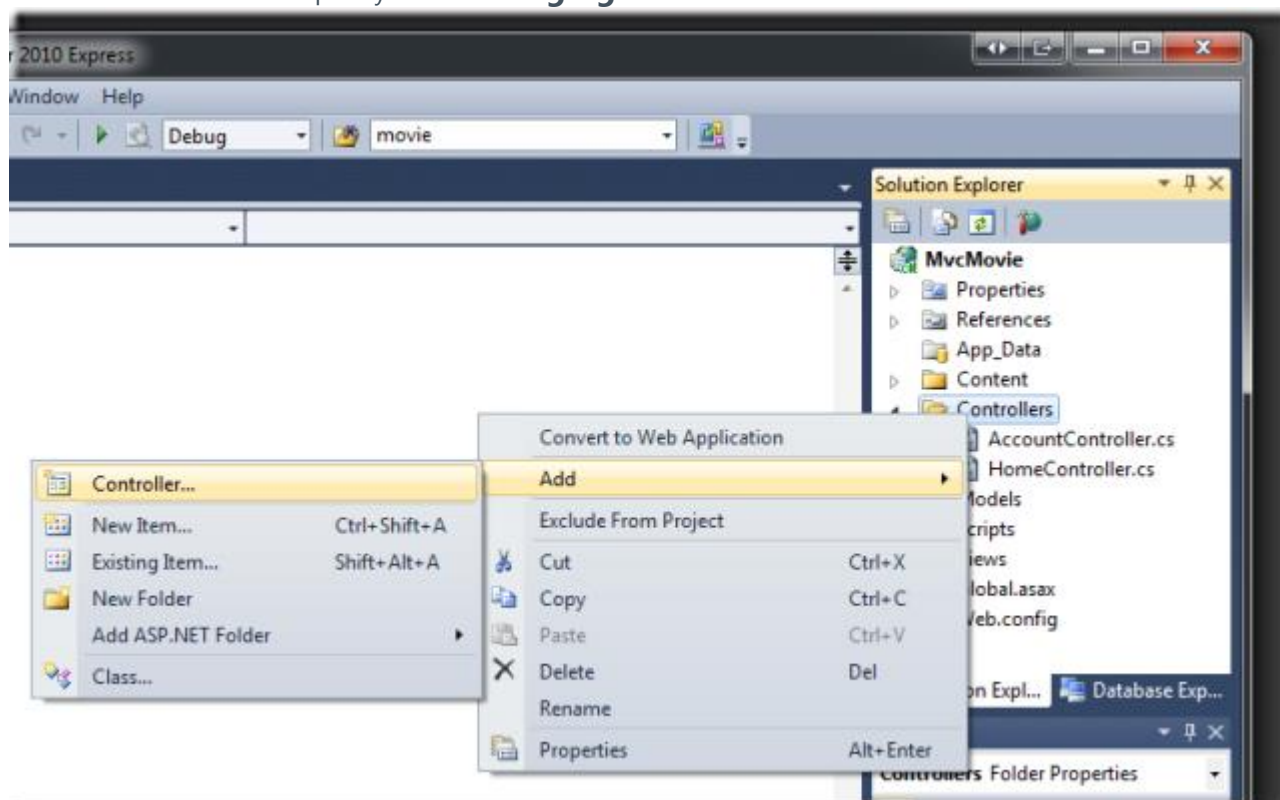 2010 Express
Window Help
Debug movie
Solution Explorer
MvcMovie
Properties
References
App_Data
Content
Controllers
AccountController.cs
HomeController.cs
Models
cripts
iews
lobal.asax
eb.config
Convert to Web Application
Add
Exclude From Project
Cut Ctrl+X
Copy Ctrl+C
Paste Ctrl+V
Delete Del
Rename
Properties Alt+Enter
Controller...
New Item... Ctrl+Shift+A
Existing Item... Shift+Alt+A
New Folder
Add ASP.NET Folder
Class...
on Expl... Database Exp...
Controllers Folder Properties